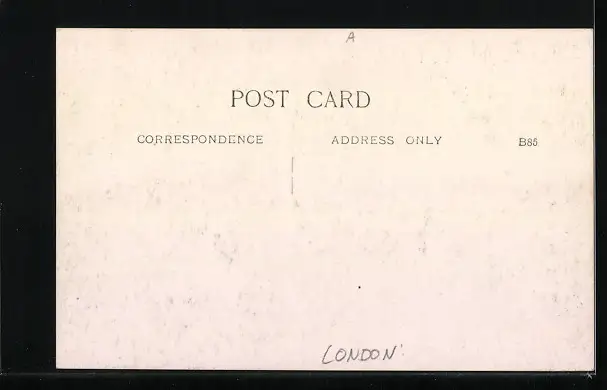 A
POST CARD
CORRESPONDENCE ADDRESS ONLY B85
LONDON